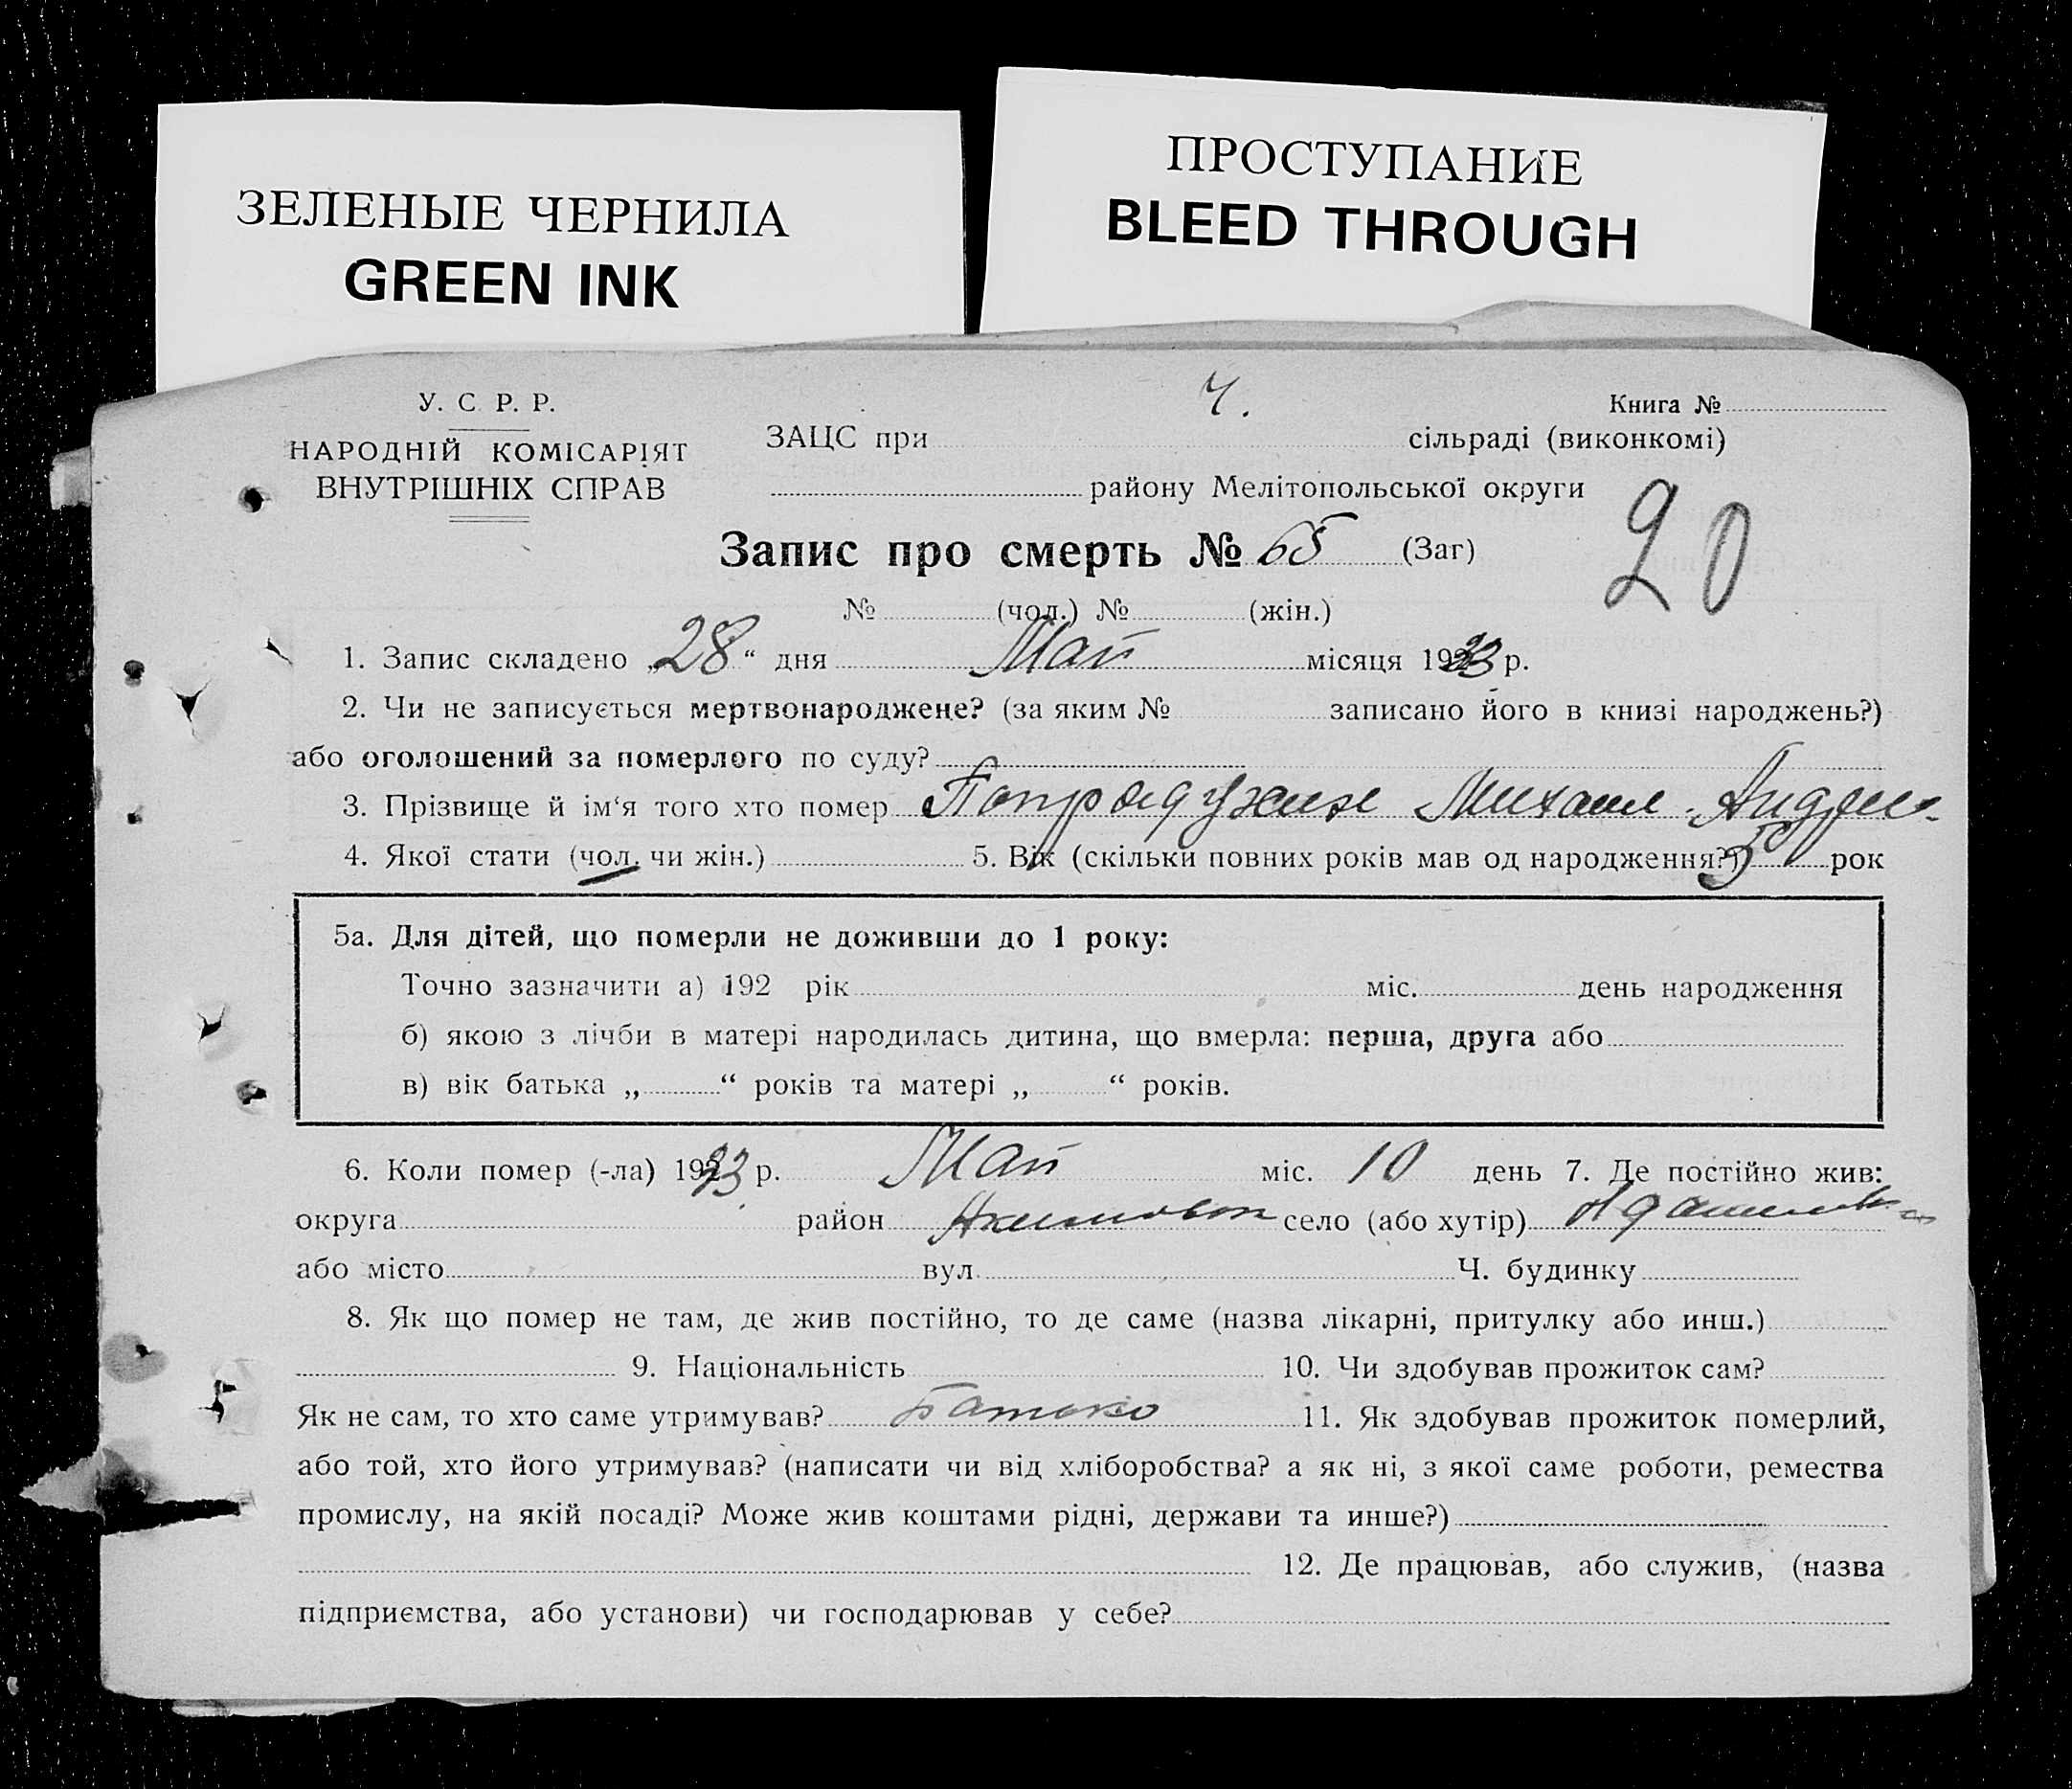 ЗЕЛЕНЫЕ ЧЕРНИЛА
GREEN INK
ПРОСТУПАНИЕ
BLEED THROUGH
У. С. Р. Р.
НАРОДНІЙ КОМІСАРІЯТ
ВНУТРІШНІХ СПРАВ
Ч.
Книга №
ЗАЦС при сільраді (виконкомі)
району Мелітопольської округи
20
Запис про смерть № 65 (Заг)
№ (чол.) № (жін.)
1. Запис складено „28“ дня Май місяця 1933 р.
2. Чи не записується мертвонароджене? (за яким № записано його в книзі народжень?)
або оголошений за померлого по суду?
3. Прізвище й ім‘я того хто помер Михаил Андрее.
4. Якої стати (чол. чи жін.) 5. Вік (скільки повних років мав од народження?) рок
5а. Для дітей, що померли не доживши до 1 року:
Точно зазначити а) 192 рік міс. день народження
б) якою з лічби в матері народилась дитина, що вмерла: перша, друга або
в) вік батька „ “ років та матері „ “ років.
6. Коли помер (-ла) 1933 р. Май міс. 10 день 7. Де постійно жив:
округа район село (або хутір)
або місто вул. Ч. будинку
8. Як що помер не там, де жив постійно, то де саме (назва лікарні, притулку або инш.)
9. Національність 10. Чи здобував прожиток сам?
Як не сам, то хто саме утримував? Батько 11. Як здобував прожиток померлий,
або той, хто його утримував? (написати чи від хліборобства? а як ні, з якої саме роботи, ремества
промислу, на якій посаді? Може жив коштами рідні, держави та инше?)
12. Де працював, або служив, (назва
підприємства, або установи) чи господарював у себе?